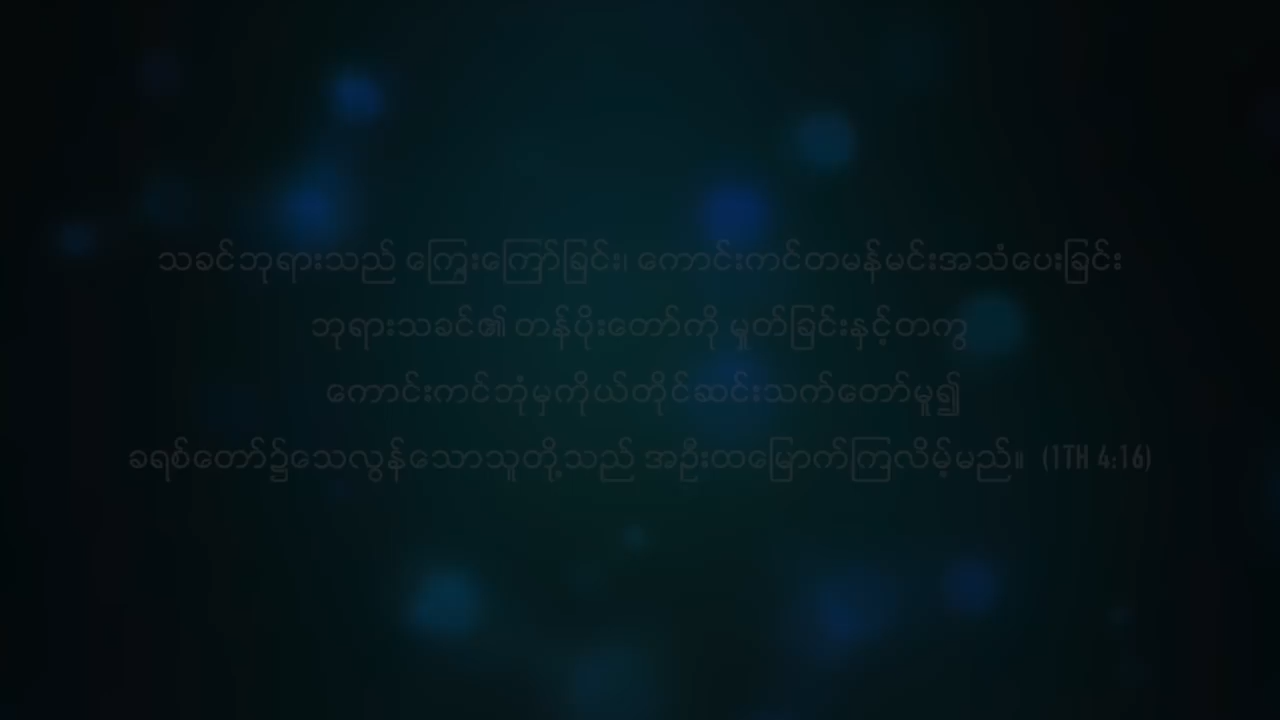 သခင်ဘုရားသည် ကြွေးကြော်ခြင်း၊ ကောင်းကင်တမန်မင်းအသံပေးခြင်း
ဘုရားသခင်၏ တန်ပိုးတော်ကို မှုတ်ခြင်းနှင့်တကွ
ကောင်းကင်ဘုံမှကိုယ်တိုင်ဆင်းသက်တော်မူ၍
ခရစ်တော်၌သေလွန်သောသူတို့သည် အဦးထမြောက်ကြလိမ့်မည်။ (1TH 4:16)